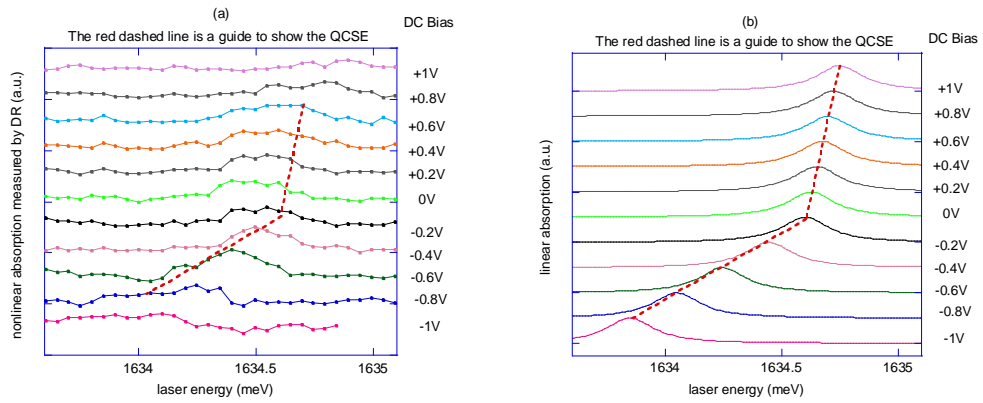 (a)
The red dashed line is a guide to show the QCSE
DC Bias
nonlinear absorption measured by DR (a.u.)
+1V
+0.8V
+0.6V
+0.4V
+0.2V
0V
-0.2V
-0.4V
-0.6V
-0.8V
-1V
1634
1634.5
1635
laser energy (meV)
(b)
The red dashed line is a guide to show the QCSE
DC Bias
linear absorption (a.u)
+1V
+0.8V
+0.6V
+0.4V
+0.2V
0V
-0.2V
-0.4V
-0.6V
-0.8V
-1V
1634
1634.5
1635
laser energy (meV)